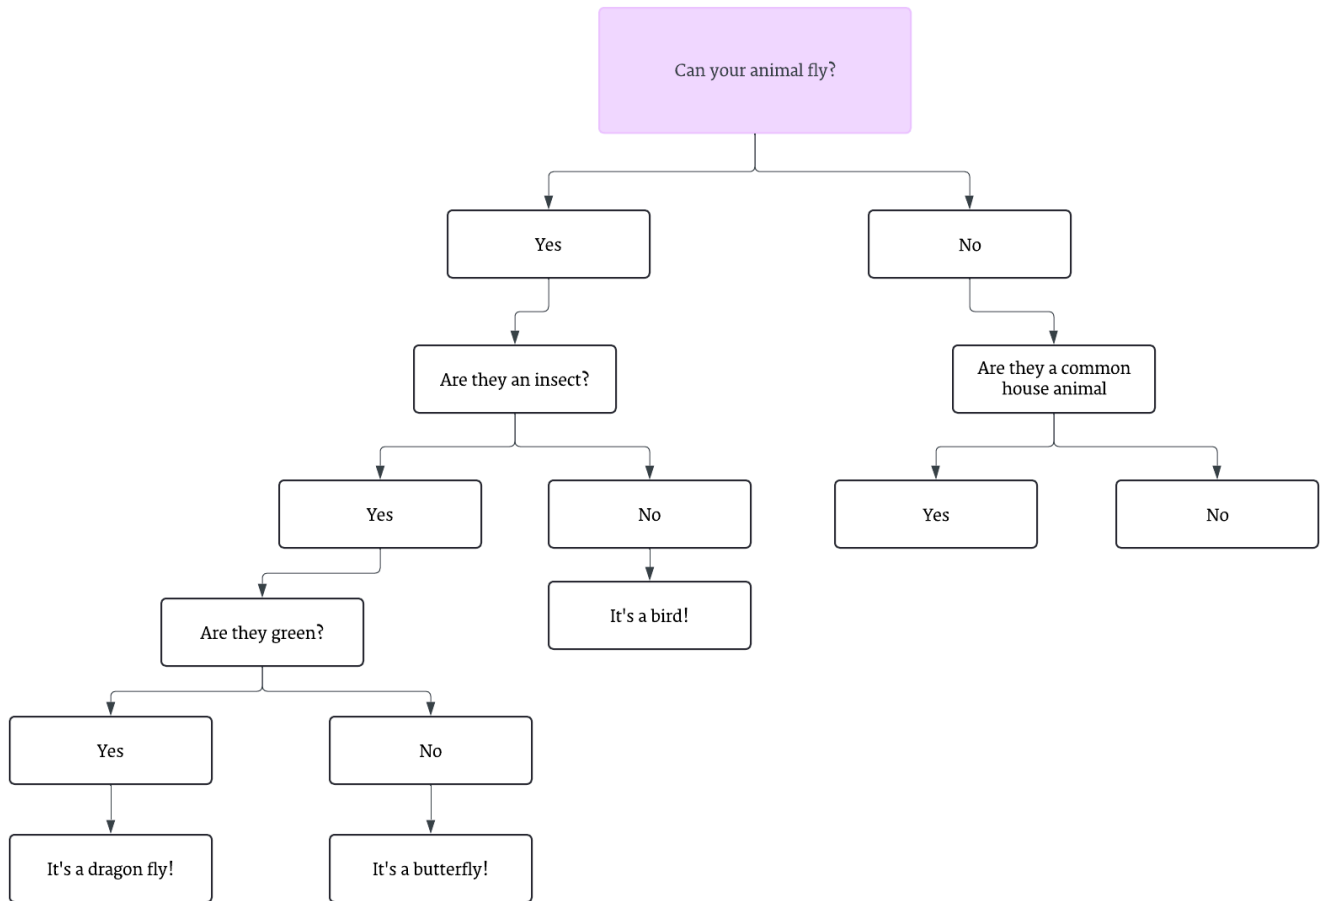 Can your animal fly?
Yes
No
Are they an insect?
Are they a common
house animal
Yes
No
Yes
No
It's a bird!
Are they green?
Yes
No
It's a dragon fly!
It's a butterfly!